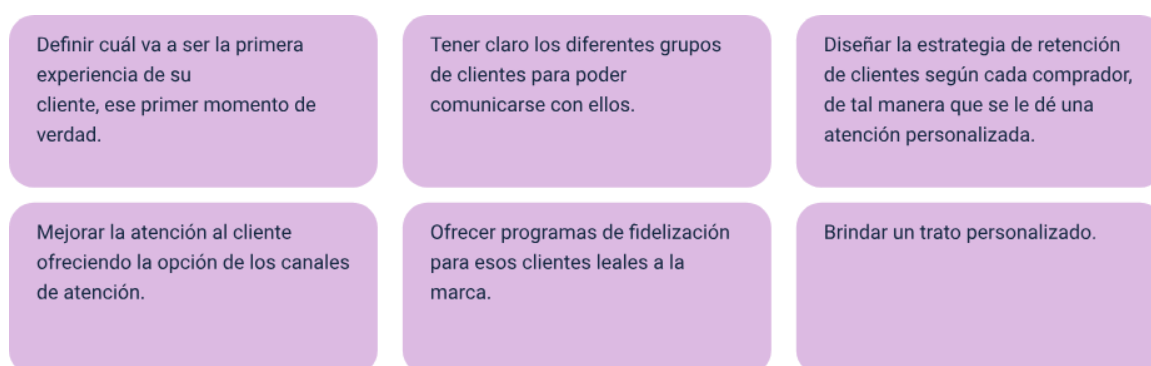 Definir cuál va a ser la primera
experiencia de su
cliente, ese primer momento de
verdad.
Tener claro los diferentes grupos
de clientes para poder
comunicarse con ellos.
Diseñar la estrategia de retención
de clientes según cada comprador,
de tal manera que se le dé una
atención personalizada.
Mejorar la atención al cliente
ofreciendo la opción de los canales
de atención.
Ofrecer programas de fidelización
para esos clientes leales a la
marca.
Brindar un trato personalizado.